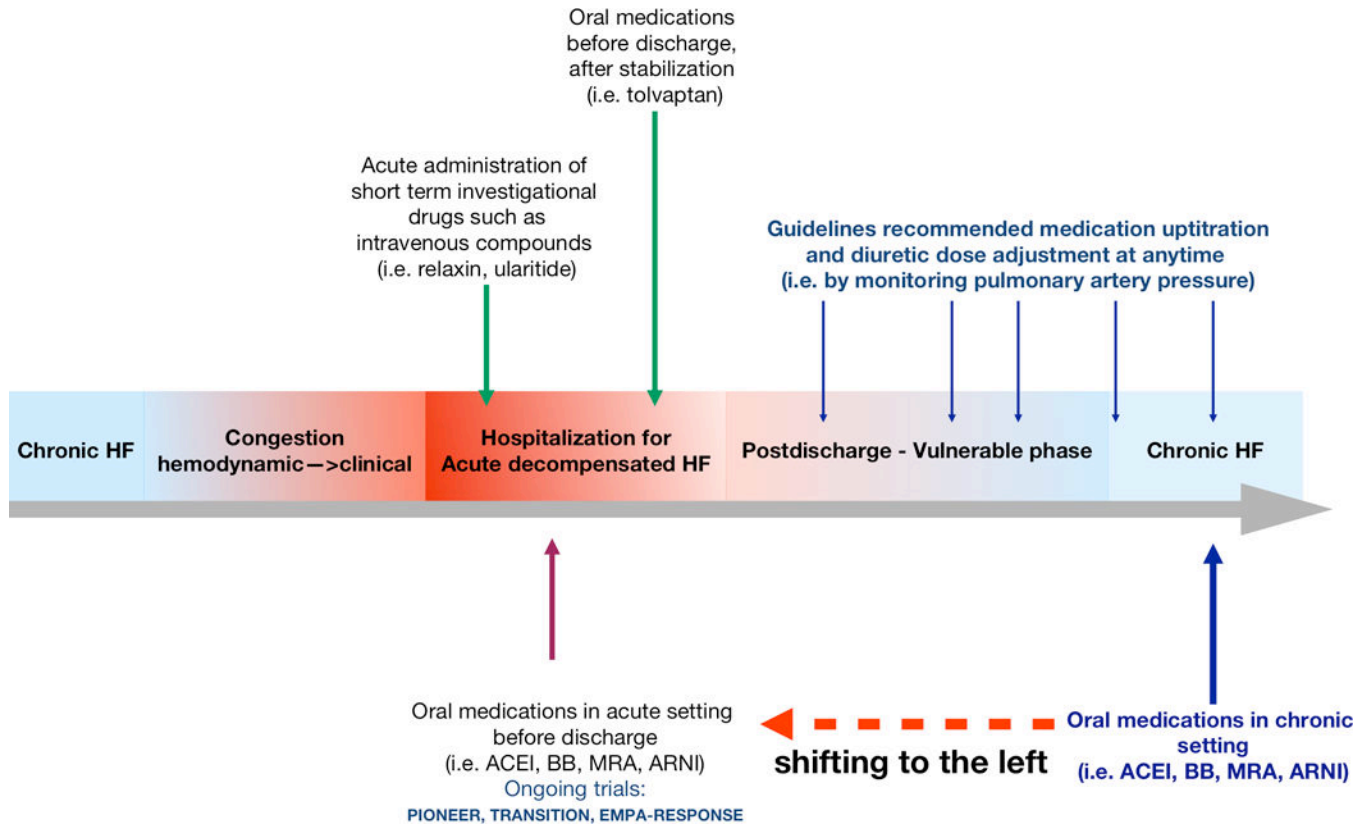 Oral medications
before discharge,
after stabilization
(i.e. tolvaptan)
Acute administration of
short term investigational
drugs such as
intravenous compounds
(i.e. relaxin, ularitide)
Guidelines recommended medication uptitration
and diuretic dose adjustment at anytime
(i.e. by monitoring pulmonary artery pressure)
Chronic HF
Congestion
hemodynamic—>clinical
Hospitalization for
Acute decompensated HF
Postdischarge - Vulnerable phase
Chronic HF
Oral medications in acute setting
before discharge
(i.e. ACEI, BB, MRA, ARNI)
Ongoing trials:
PIONEER, TRANSITION, EMPA-RESPONSE
shifting to the left
Oral medications in chronic
setting
(i.e. ACEI, BB, MRA, ARNI)